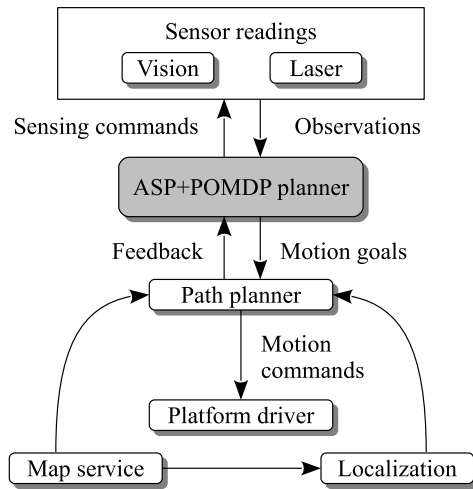 Sensor readings
Vision
Laser
Sensing commands
Observations
ASP+POMDP planner
Feedback
Motion goals
Path planner
Motion
commands
Platform driver
Map service
Localization